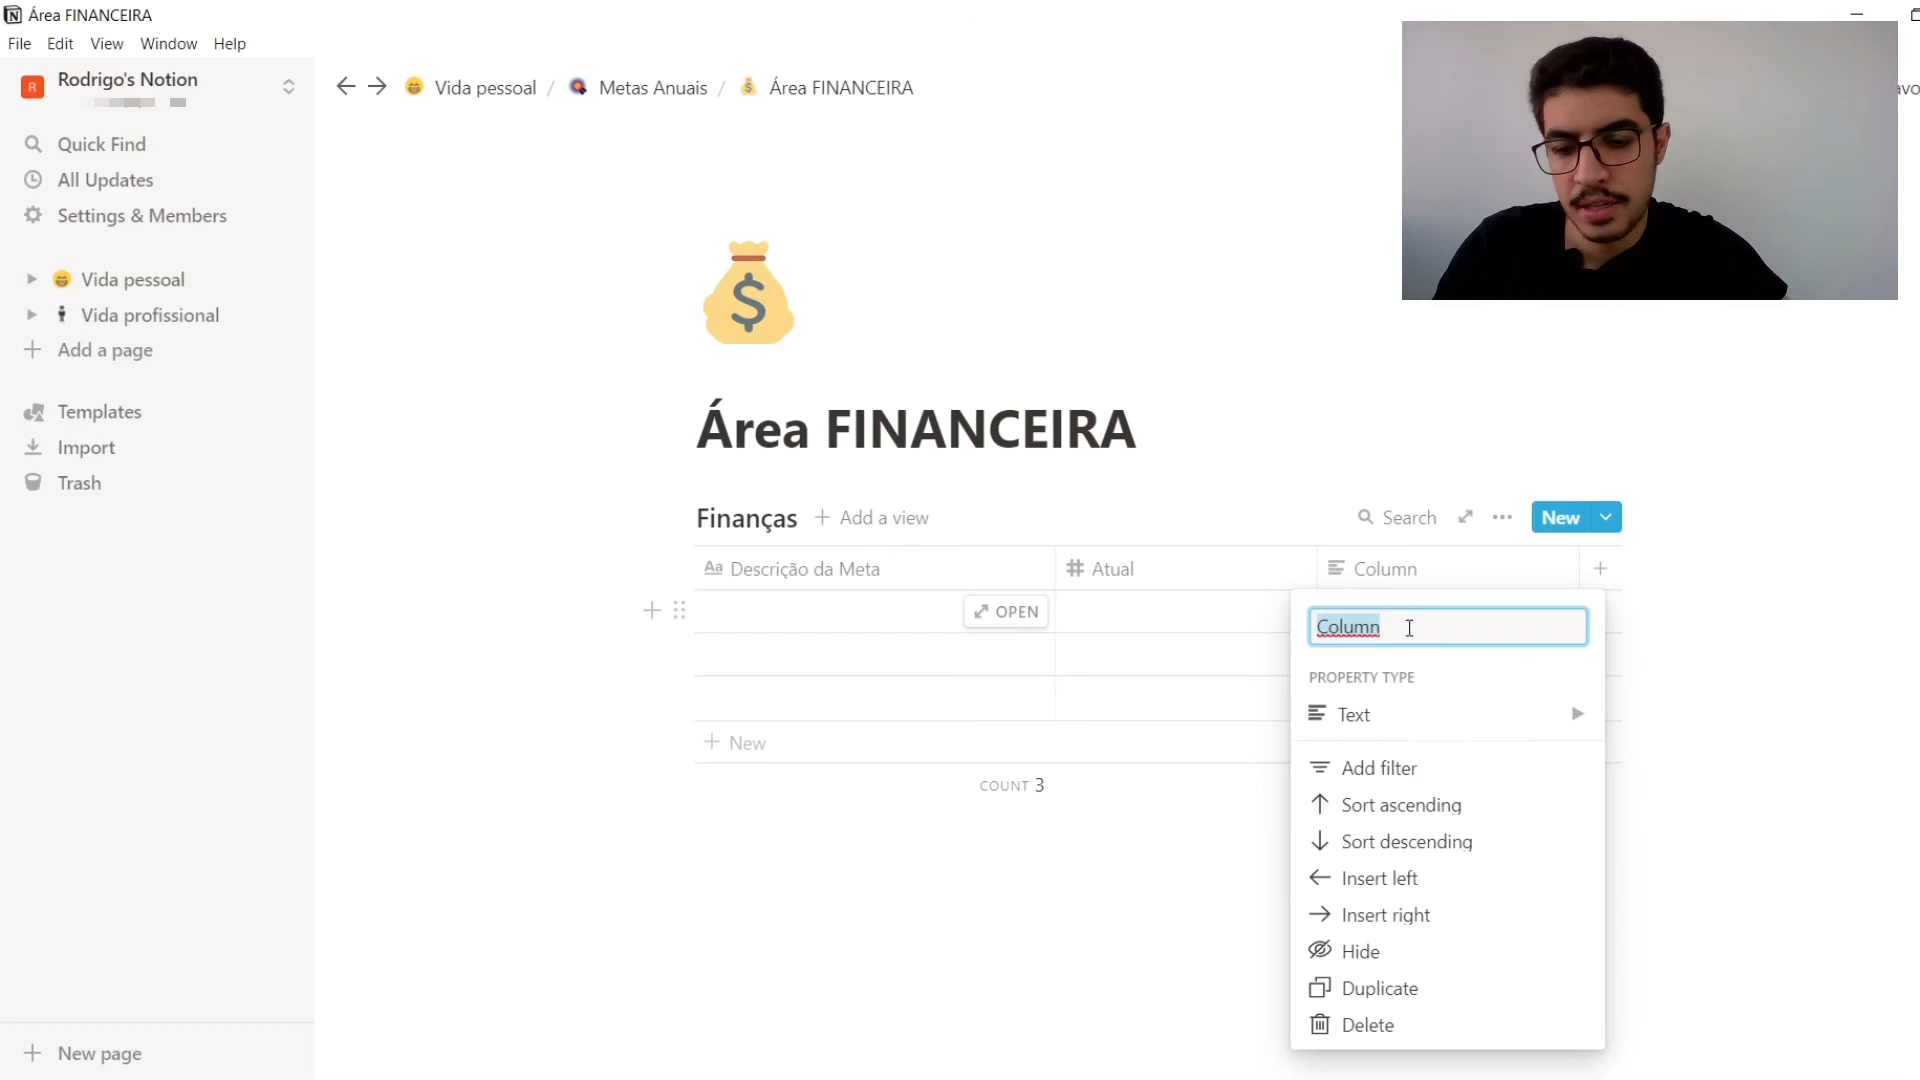 Área FINANCEIRA
File Edit View Window Help
R Rodrigo's Notion
Vida pessoal / Metas Anuais / Área FINANCEIRA
Quick Find
All Updates
Settings & Members
Vida pessoal
Vida profissional
Add a page
Templates
Import
Trash
New page
Área FINANCEIRA
Finanças Add a view Search New
Aa Descrição da Meta # Atual Column
OPEN
New
COUNT 3
Column
PROPERTY TYPE
Text
Add filter
Sort ascending
Sort descending
Insert left
Insert right
Hide
Duplicate
Delete